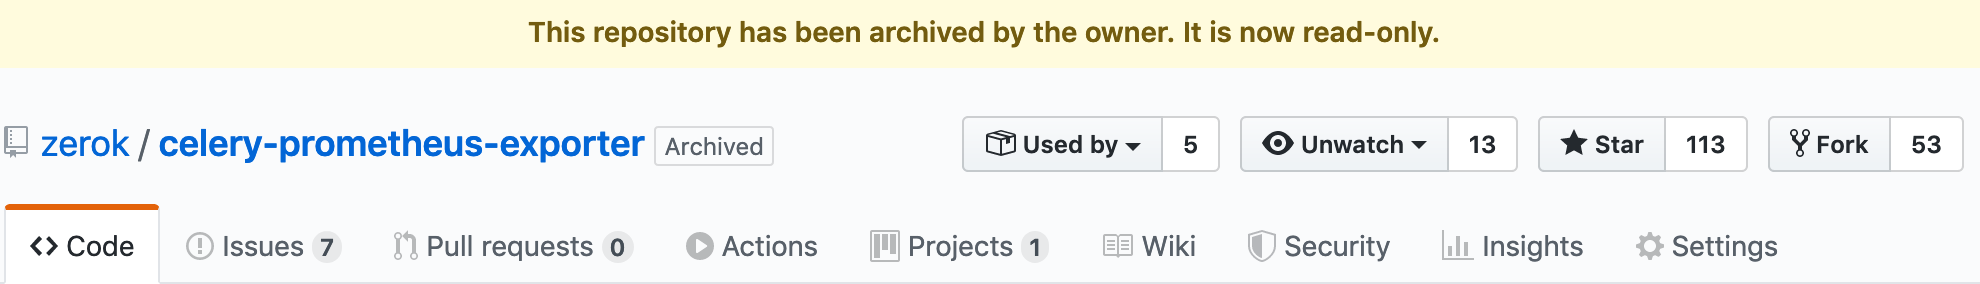 This repository has been archived by the owner. It is now read-only.
zerok / celery-prometheus-exporter Archived Used by 5 Unwatch 13 Star 113 Fork 53
Code Issues 7 Pull requests 0 Actions Projects 1 Wiki Security Insights Settings